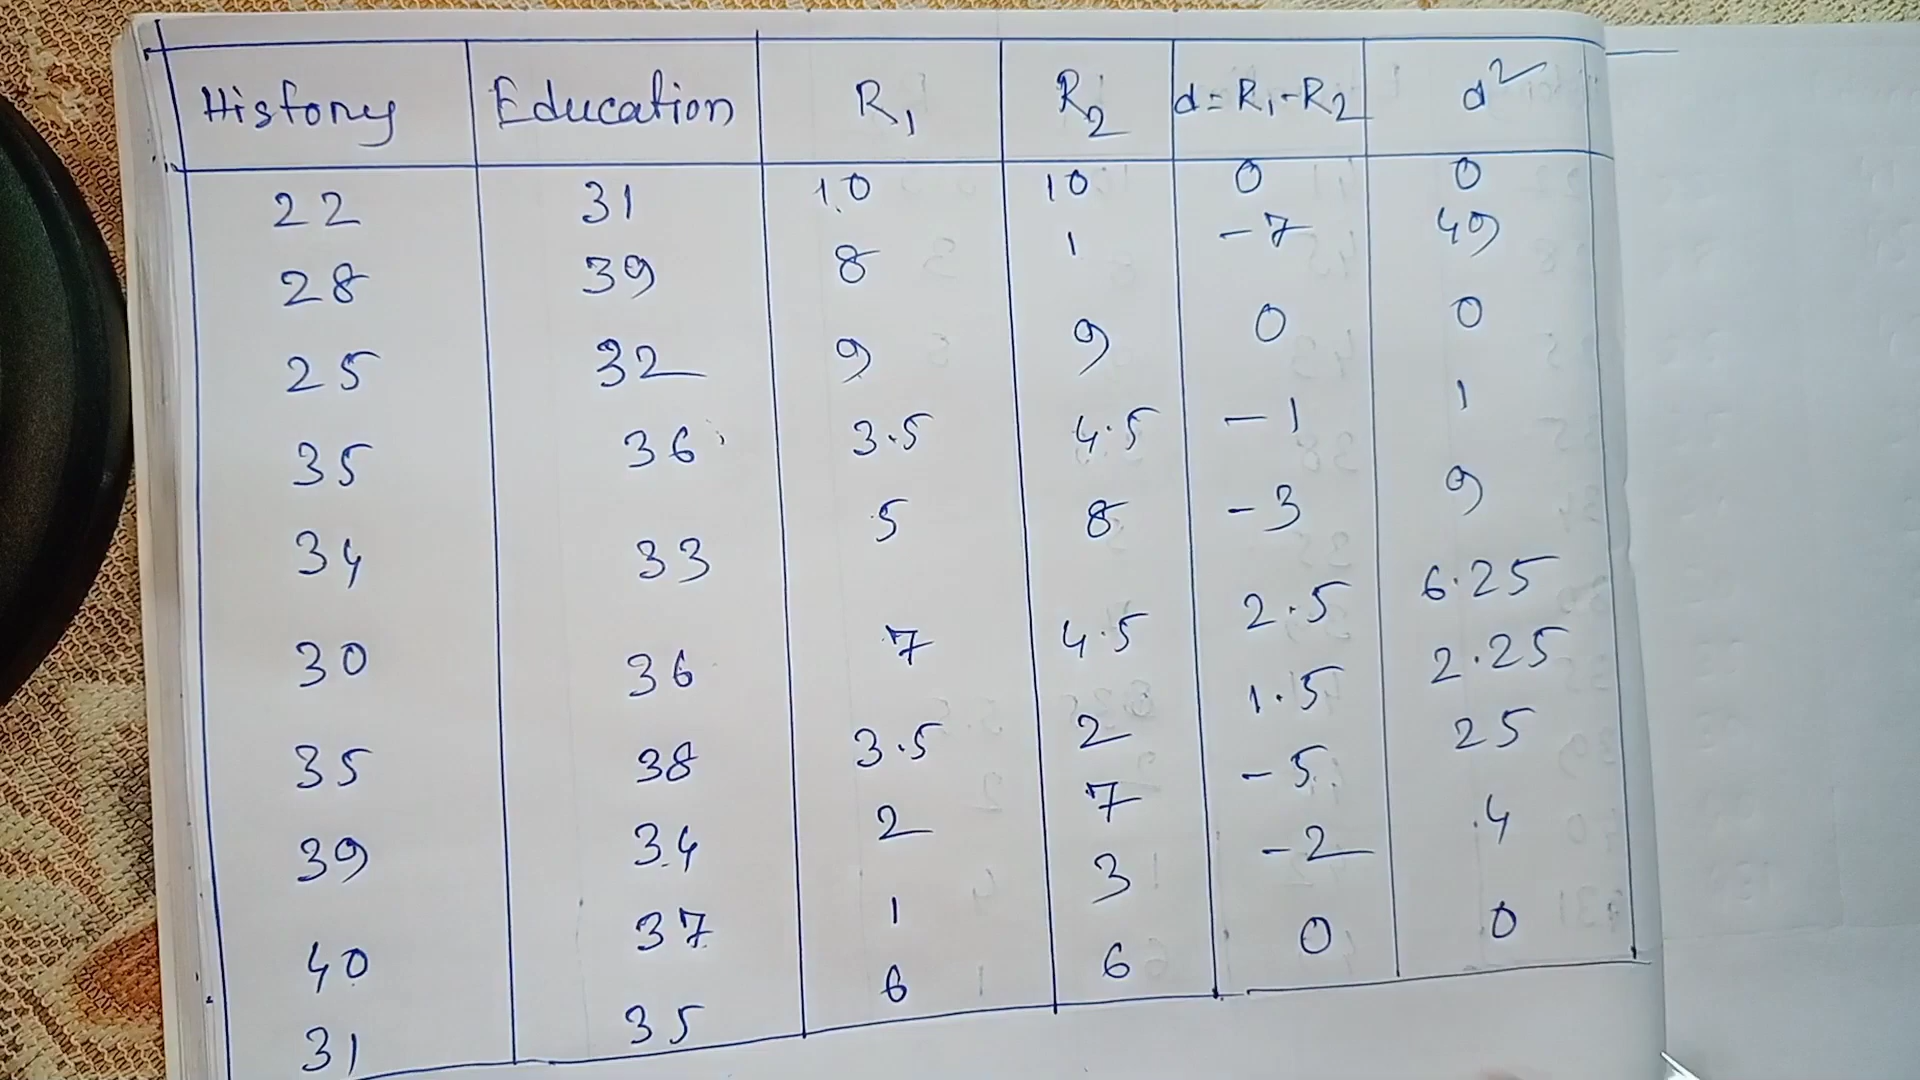 History Education R₁ R₂ d=R₁-R₂ d²
22 31 10 10 0 0
28 39 8 1 -7 49
25 32 9 9 0 0
35 36 3.5 4.5 -1 1
34 33 5 8 -3 9
30 36 7 4.5 2.5 6.25
35 38 3.5 2 1.5 2.25
39 34 2 7 -5 25
40 37 1 3 -2 4
31 35 6 6 0 0